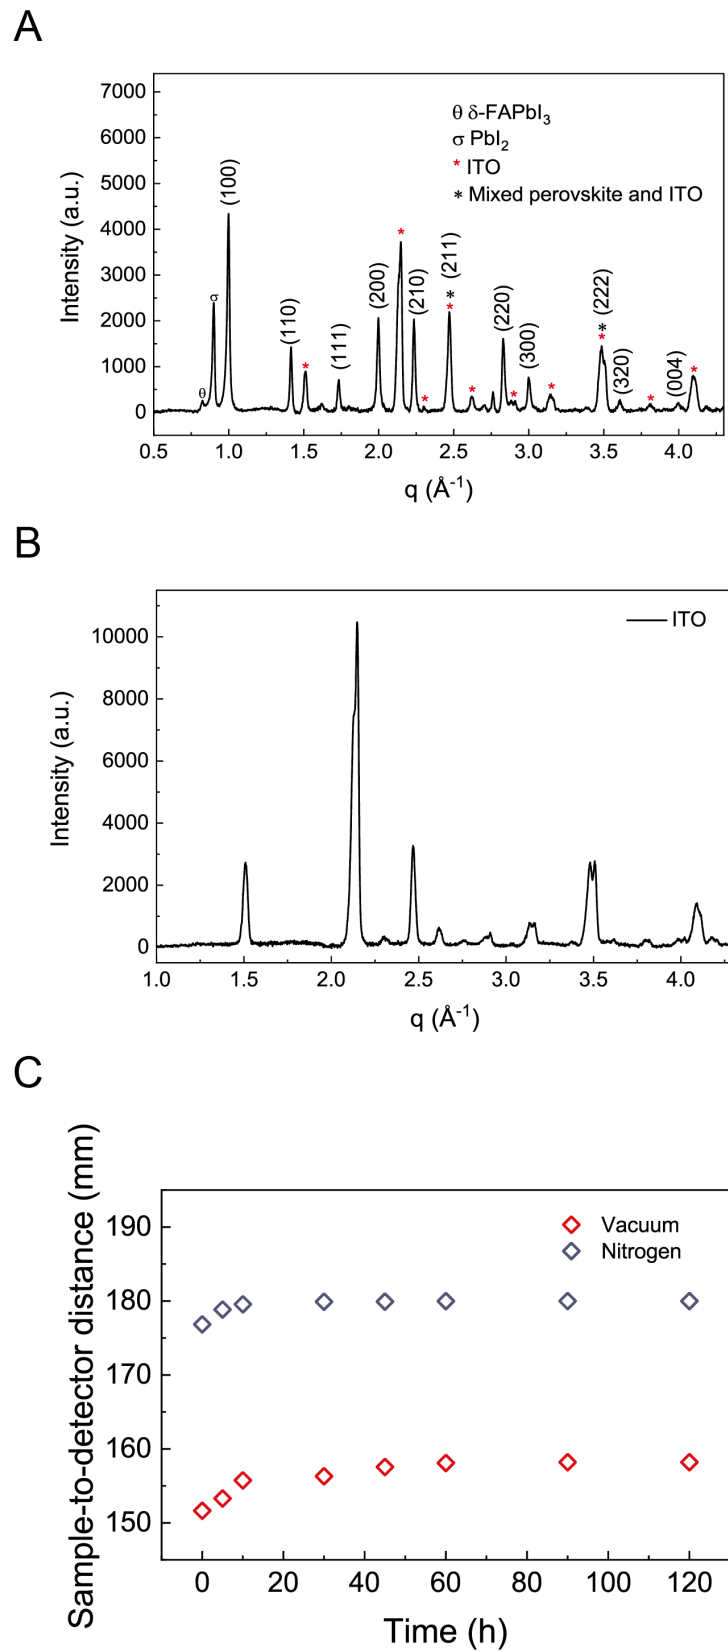 A
7000
6000
5000
4000
3000
2000
1000
0
Intensity (a.u.)
θ δ-FAPbI₃
σ PbI₂
* ITO
* Mixed perovskite and ITO
θ
σ
(100)
(110)
*
(111)
(200)
*
(210)
*
(211)
*
*
*
(220)
*
(300)
*
(222)
*
*
(320)
*
(004)
*
0.5 1.0 1.5 2.0 2.5 3.0 3.5 4.0
q (Å⁻¹)
B
10000
8000
6000
4000
2000
0
Intensity (a.u.)
ITO
1.0 1.5 2.0 2.5 3.0 3.5 4.0
q (Å⁻¹)
C
190
180
170
160
150
Sample-to-detector distance (mm)
Vacuum
Nitrogen
0 20 40 60 80 100 120
Time (h)